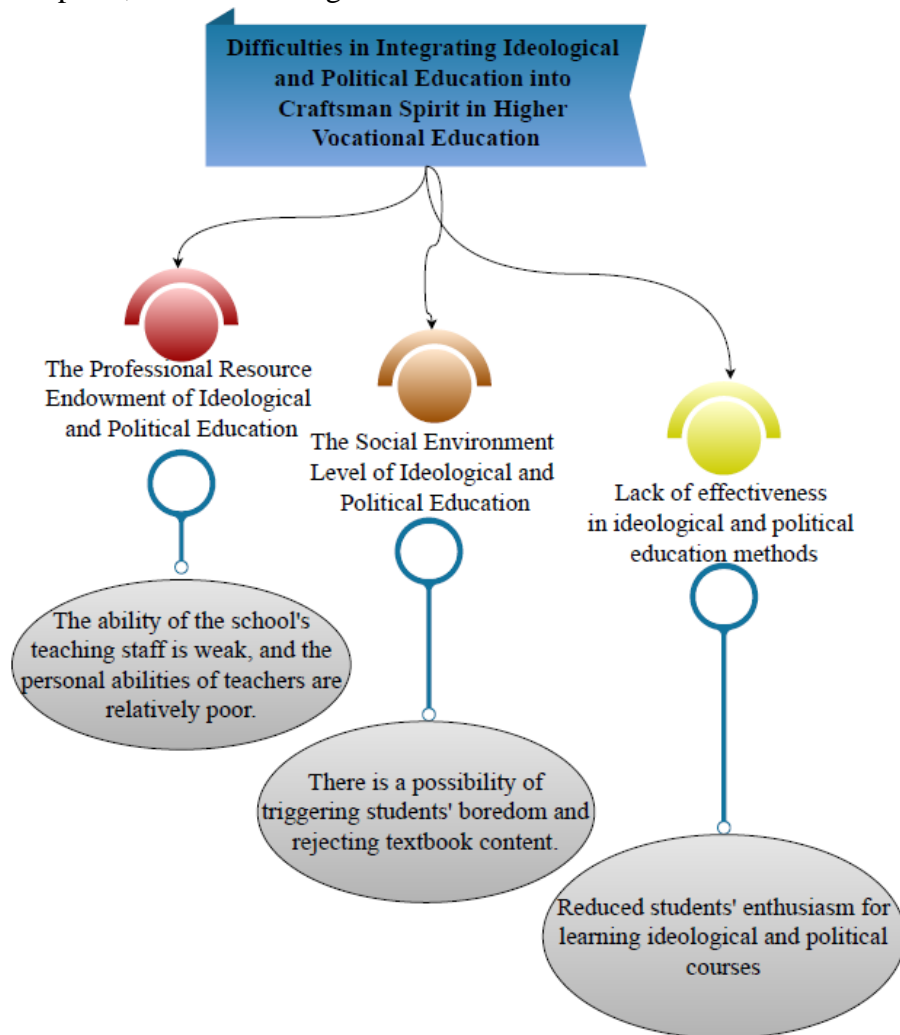 Difficulties in Integrating Ideological
and Political Education into
Craftsman Spirit in Higher
Vocational Education
The Professional Resource
Endowment of Ideological
and Political Education
The ability of the school's
teaching staff is weak, and the
personal abilities of teachers are
relatively poor.
The Social Environment
Level of Ideological and
Political Education
There is a possibility of
triggering students' boredom and
rejecting textbook content.
Lack of effectiveness
in ideological and political
education methods
Reduced students' enthusiasm for
learning ideological and political
courses